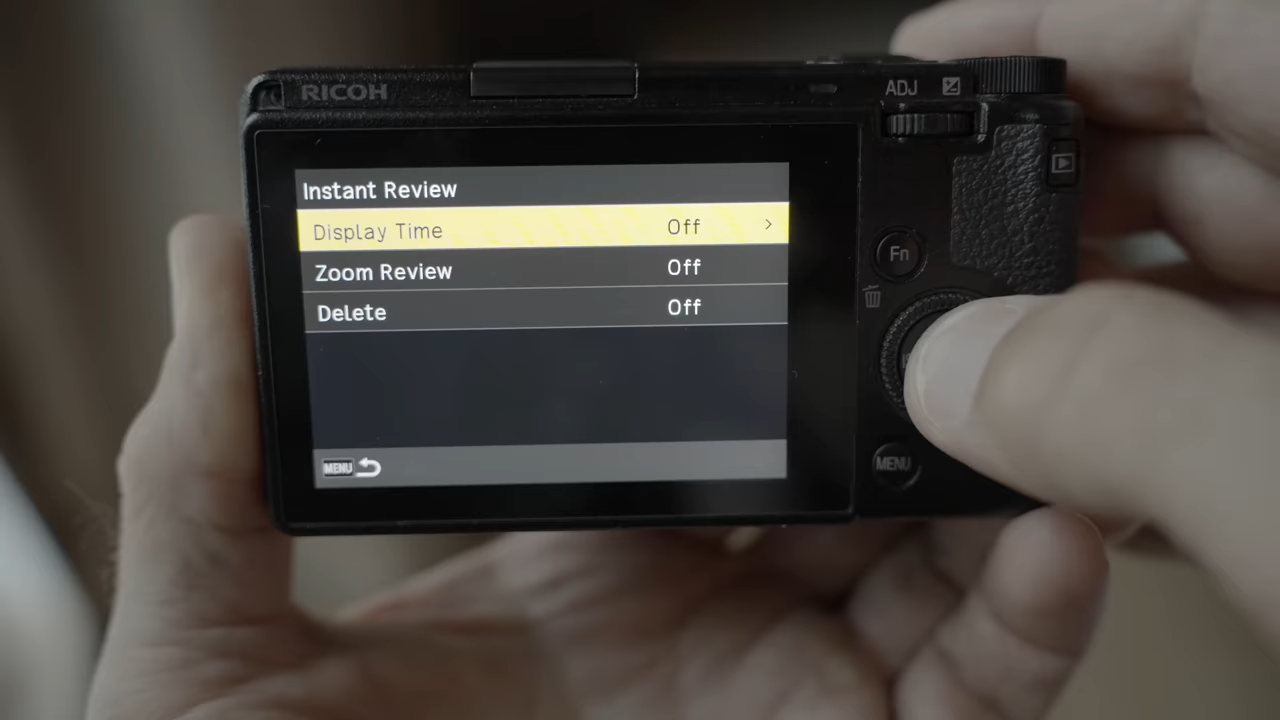 RICOH
ADJ
Instant Review
Display Time Off >
Zoom Review Off
Delete Off
Fn
MENU
MENU